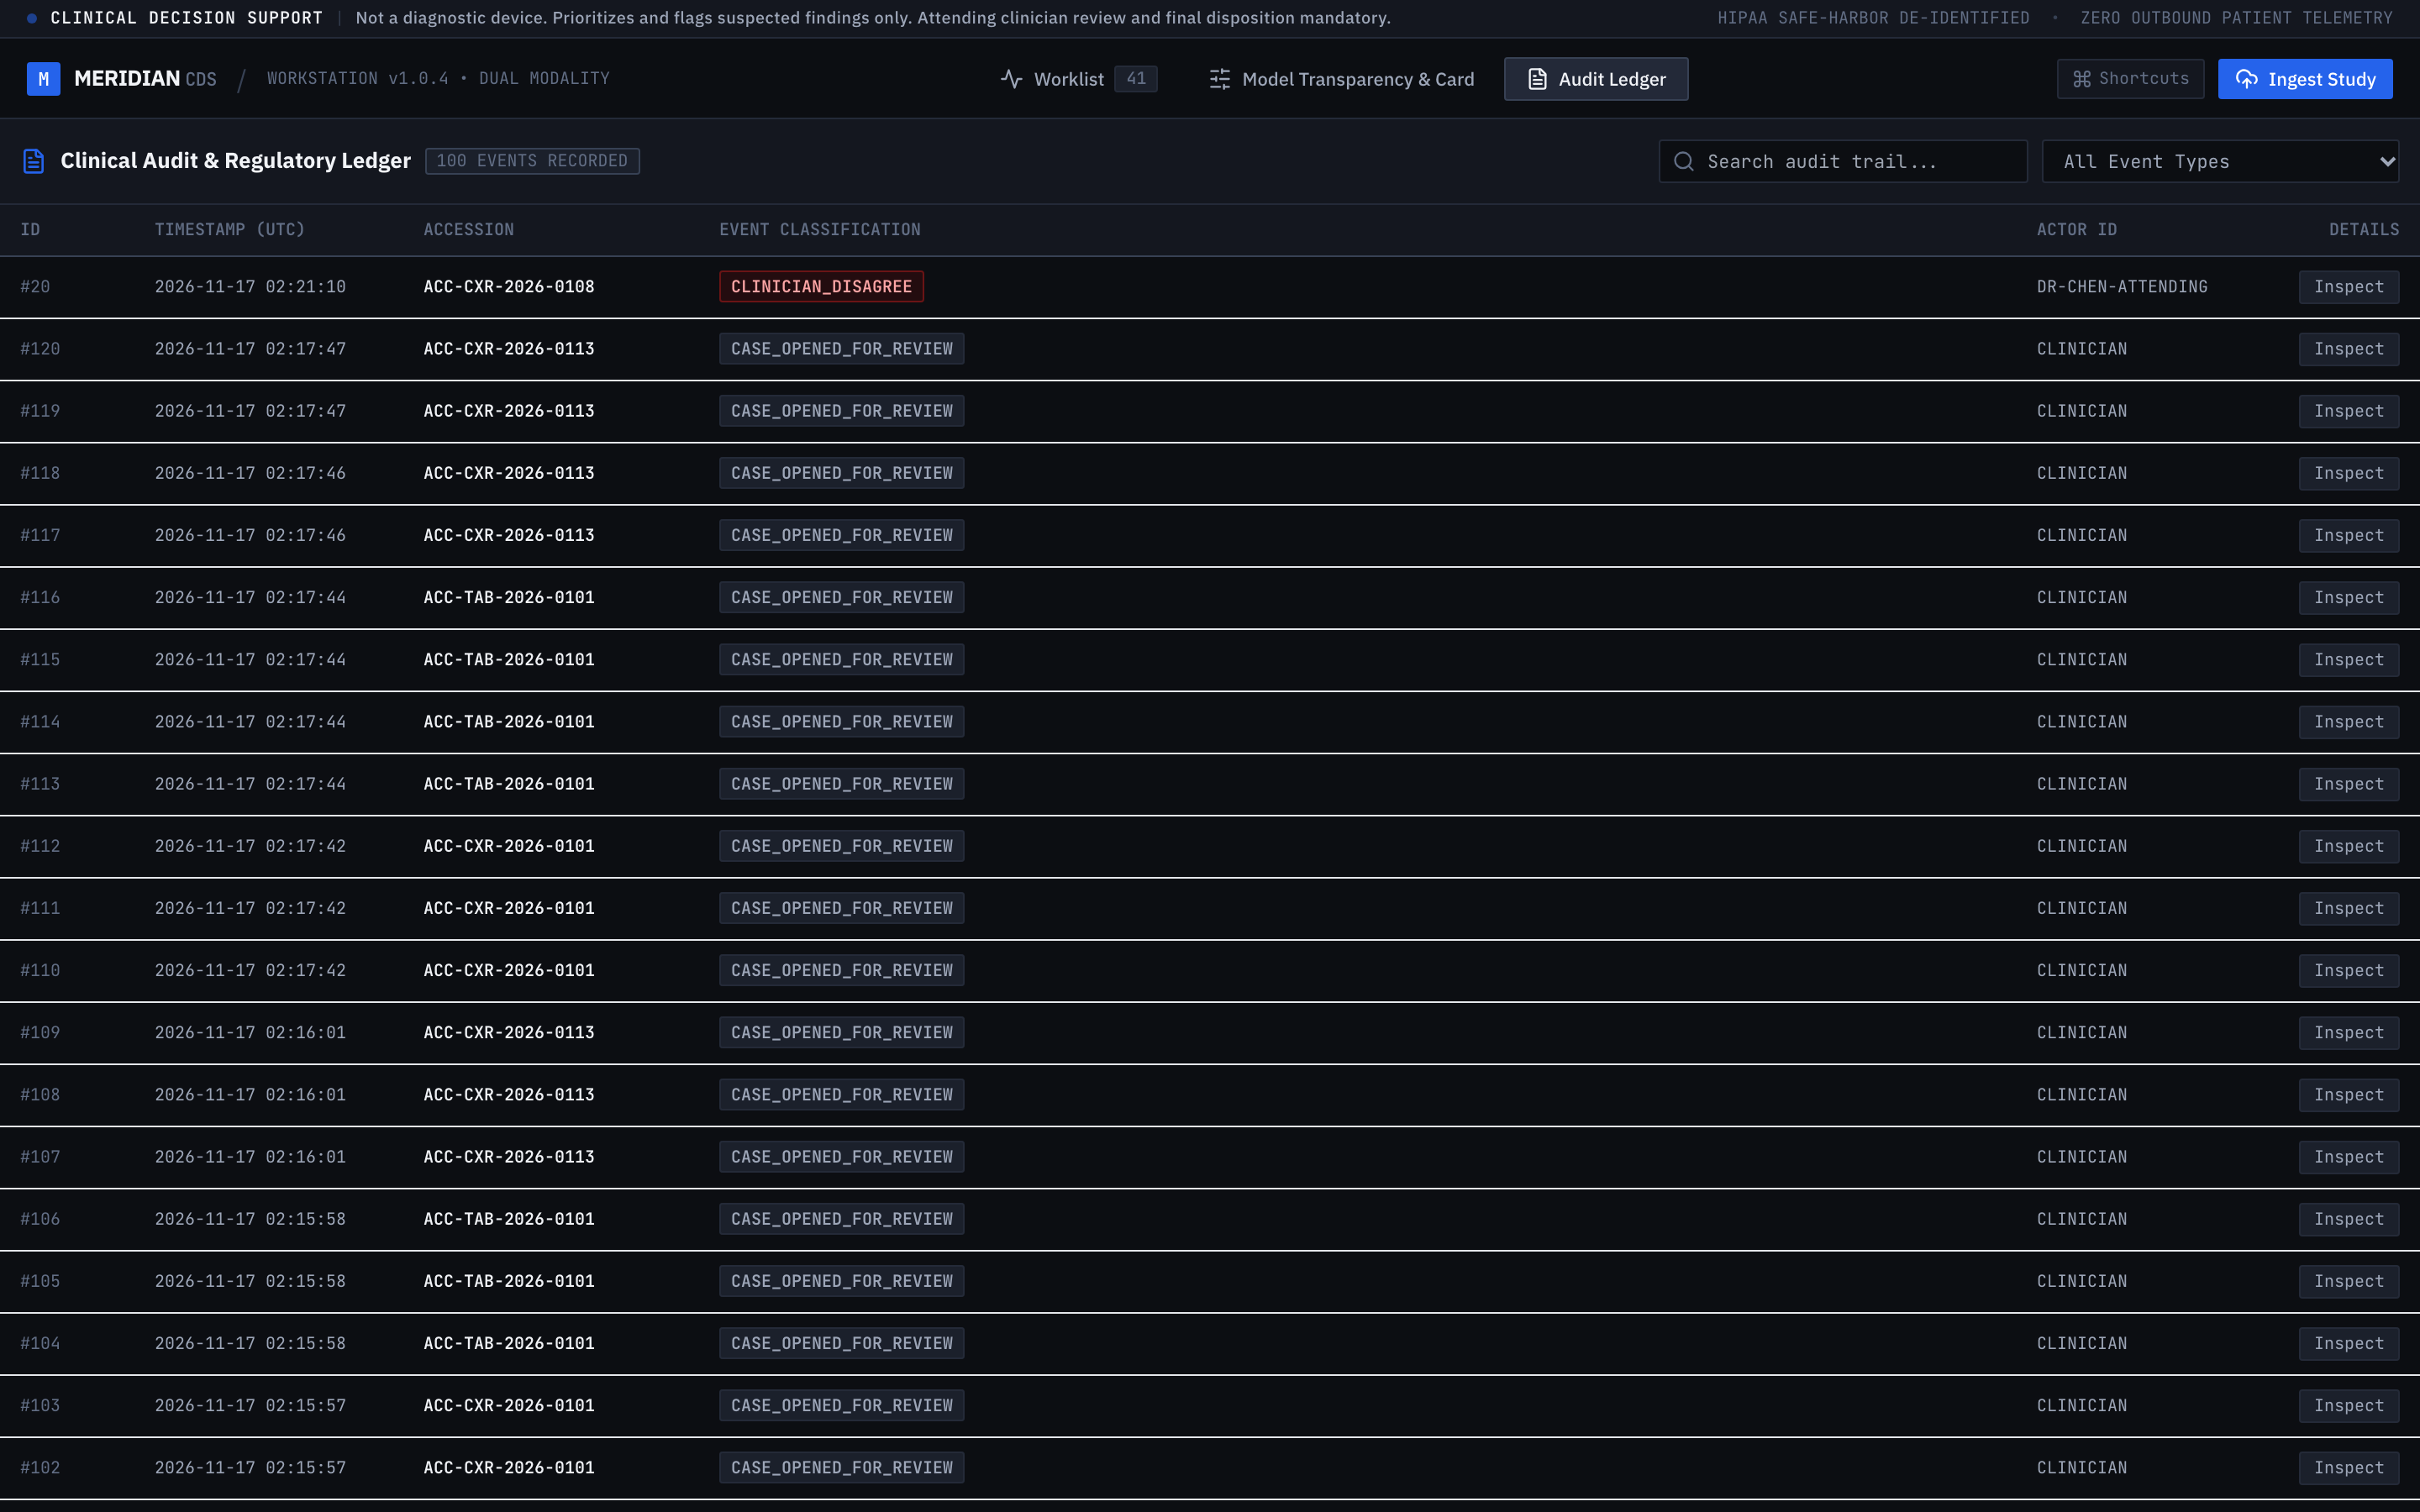 CLINICAL DECISION SUPPORT | Not a diagnostic device. Prioritizes and flags suspected findings only. Attending clinician review and final disposition mandatory. HIPAA SAFE-HARBOR DE-IDENTIFIED • ZERO OUTBOUND PATIENT TELEMETRY
M MERIDIAN CDS / WORKSTATION v1.0.4 • DUAL MODALITY Worklist 41 Model Transparency & Card Audit Ledger ⌘ Shortcuts Ingest Study
Clinical Audit & Regulatory Ledger 100 EVENTS RECORDED Search audit trail... All Event Types
ID TIMESTAMP (UTC) ACCESSION EVENT CLASSIFICATION ACTOR ID DETAILS
#20 2026-11-17 02:21:10 ACC-CXR-2026-0108 CLINICIAN_DISAGREE DR-CHEN-ATTENDING Inspect
#120 2026-11-17 02:17:47 ACC-CXR-2026-0113 CASE_OPENED_FOR_REVIEW CLINICIAN Inspect
#119 2026-11-17 02:17:47 ACC-CXR-2026-0113 CASE_OPENED_FOR_REVIEW CLINICIAN Inspect
#118 2026-11-17 02:17:46 ACC-CXR-2026-0113 CASE_OPENED_FOR_REVIEW CLINICIAN Inspect
#117 2026-11-17 02:17:46 ACC-CXR-2026-0113 CASE_OPENED_FOR_REVIEW CLINICIAN Inspect
#116 2026-11-17 02:17:44 ACC-TAB-2026-0101 CASE_OPENED_FOR_REVIEW CLINICIAN Inspect
#115 2026-11-17 02:17:44 ACC-TAB-2026-0101 CASE_OPENED_FOR_REVIEW CLINICIAN Inspect
#114 2026-11-17 02:17:44 ACC-TAB-2026-0101 CASE_OPENED_FOR_REVIEW CLINICIAN Inspect
#113 2026-11-17 02:17:44 ACC-TAB-2026-0101 CASE_OPENED_FOR_REVIEW CLINICIAN Inspect
#112 2026-11-17 02:17:42 ACC-CXR-2026-0101 CASE_OPENED_FOR_REVIEW CLINICIAN Inspect
#111 2026-11-17 02:17:42 ACC-CXR-2026-0101 CASE_OPENED_FOR_REVIEW CLINICIAN Inspect
#110 2026-11-17 02:17:42 ACC-CXR-2026-0101 CASE_OPENED_FOR_REVIEW CLINICIAN Inspect
#109 2026-11-17 02:16:01 ACC-CXR-2026-0113 CASE_OPENED_FOR_REVIEW CLINICIAN Inspect
#108 2026-11-17 02:16:01 ACC-CXR-2026-0113 CASE_OPENED_FOR_REVIEW CLINICIAN Inspect
#107 2026-11-17 02:16:01 ACC-CXR-2026-0113 CASE_OPENED_FOR_REVIEW CLINICIAN Inspect
#106 2026-11-17 02:15:58 ACC-TAB-2026-0101 CASE_OPENED_FOR_REVIEW CLINICIAN Inspect
#105 2026-11-17 02:15:58 ACC-TAB-2026-0101 CASE_OPENED_FOR_REVIEW CLINICIAN Inspect
#104 2026-11-17 02:15:58 ACC-TAB-2026-0101 CASE_OPENED_FOR_REVIEW CLINICIAN Inspect
#103 2026-11-17 02:15:57 ACC-CXR-2026-0101 CASE_OPENED_FOR_REVIEW CLINICIAN Inspect
#102 2026-11-17 02:15:57 ACC-CXR-2026-0101 CASE_OPENED_FOR_REVIEW CLINICIAN Inspect